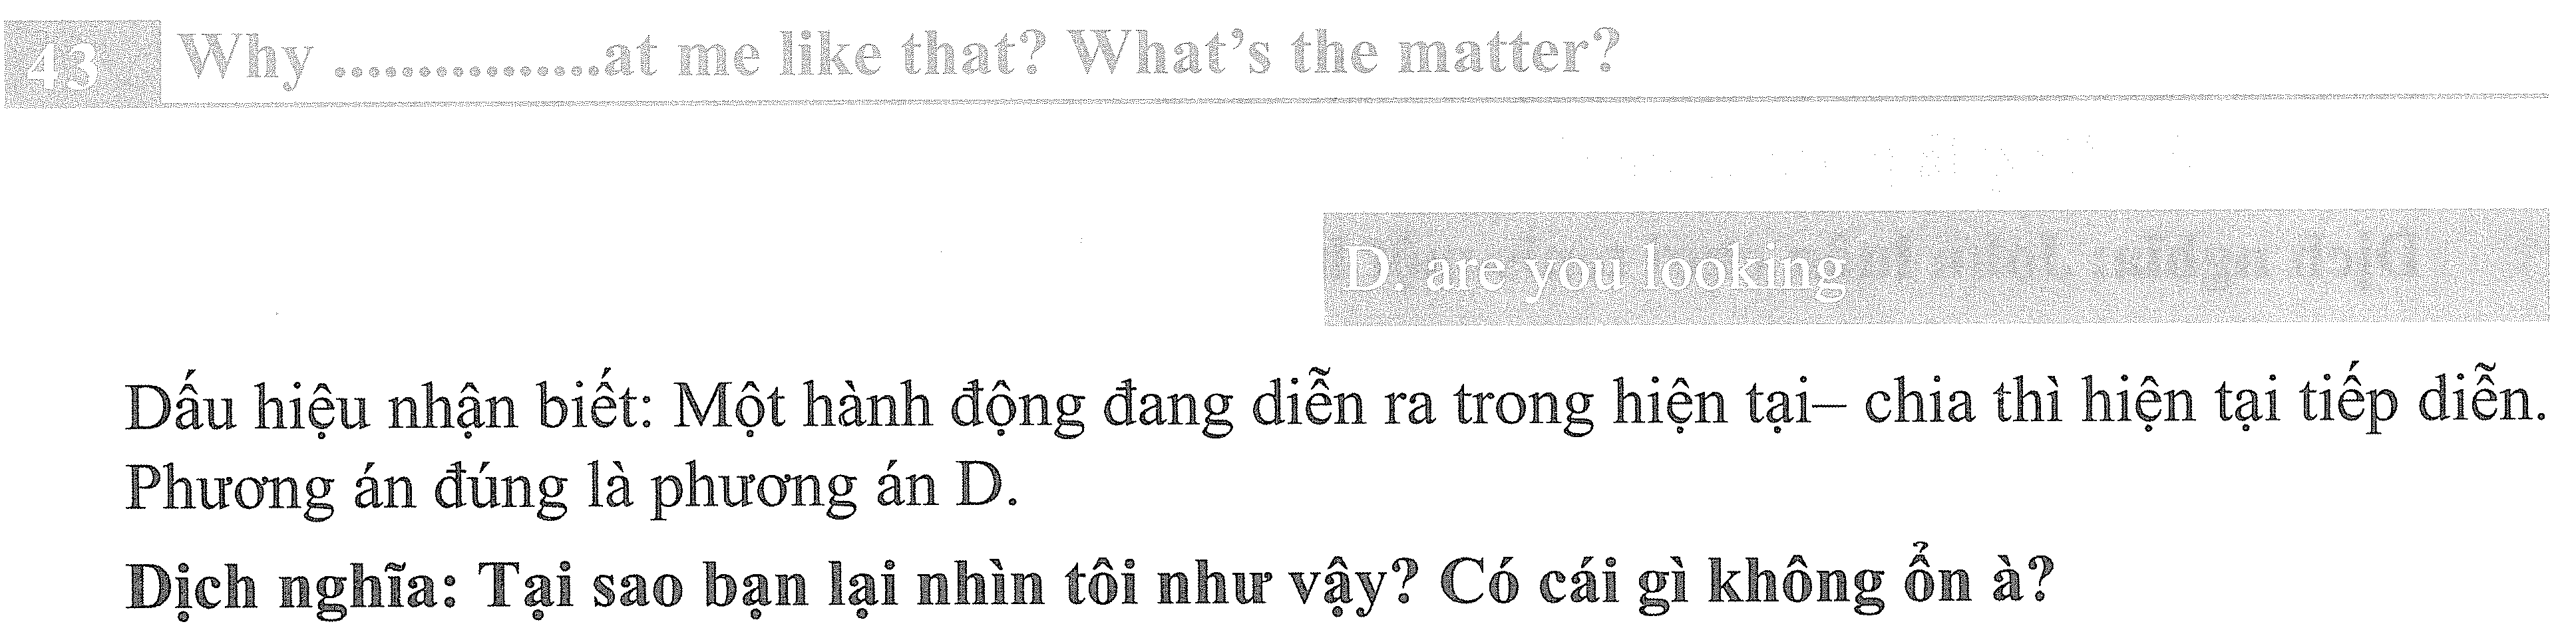 43 Why ................at me like that? What's the matter?
D. are you looking
Dấu hiệu nhận biết: Một hành động đang diễn ra trong hiện tại– chia thì hiện tại tiếp diễn.
Phương án đúng là phương án D.
Dịch nghĩa: Tại sao bạn lại nhìn tôi như vậy? Có cái gì không ổn à?